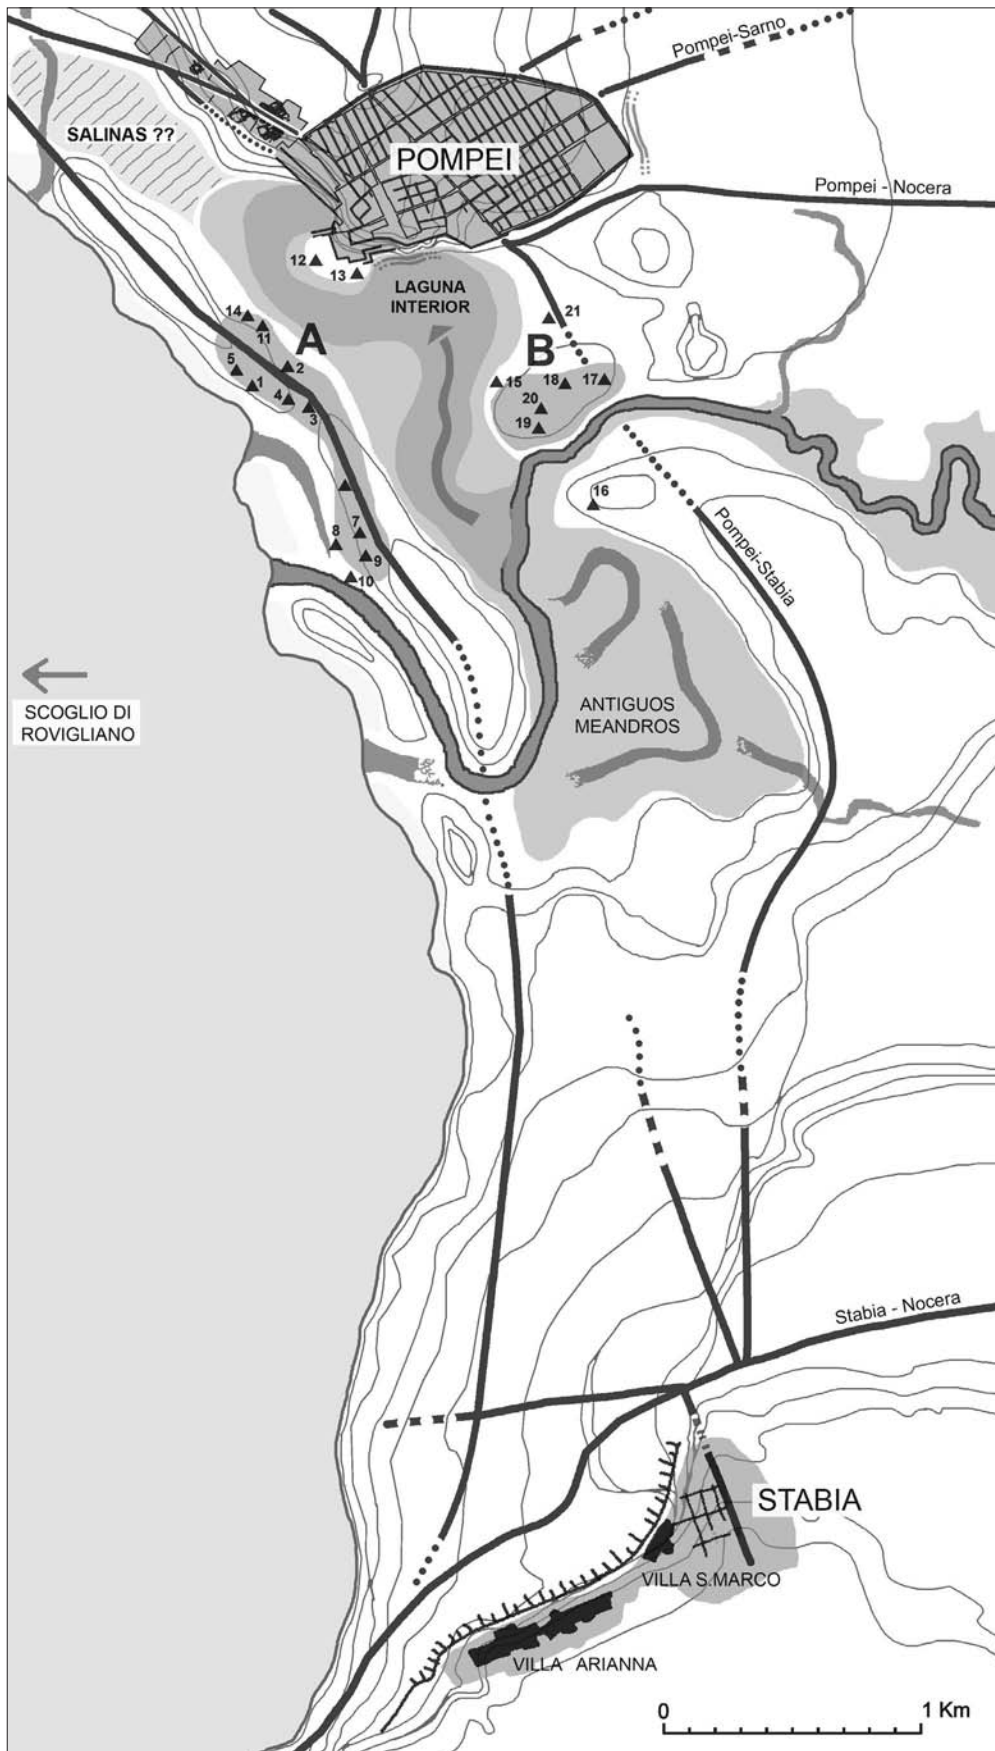 Pompei-Sarno
SALINAS ??
POMPEI
Pompei - Nocera
12
13
LAGUNA
INTERIOR
14
11
A
21
B
5
2
1
4
3
15
18
17
20
19
16
Pompei-Stabia
7
8
9
10
SCOGLIO DI
ROVIGLIANO
ANTIGUOS
MEANDROS
Stabia - Nocera
STABIA
VILLA S.MARCO
VILLA ARIANNA
0
1 Km